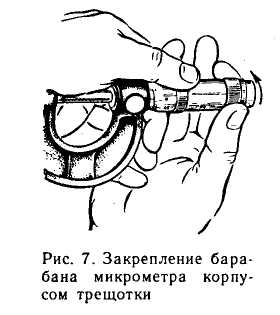 Рис. 7. Закрепление бара-
бана микрометра корпу-
сом трещотки